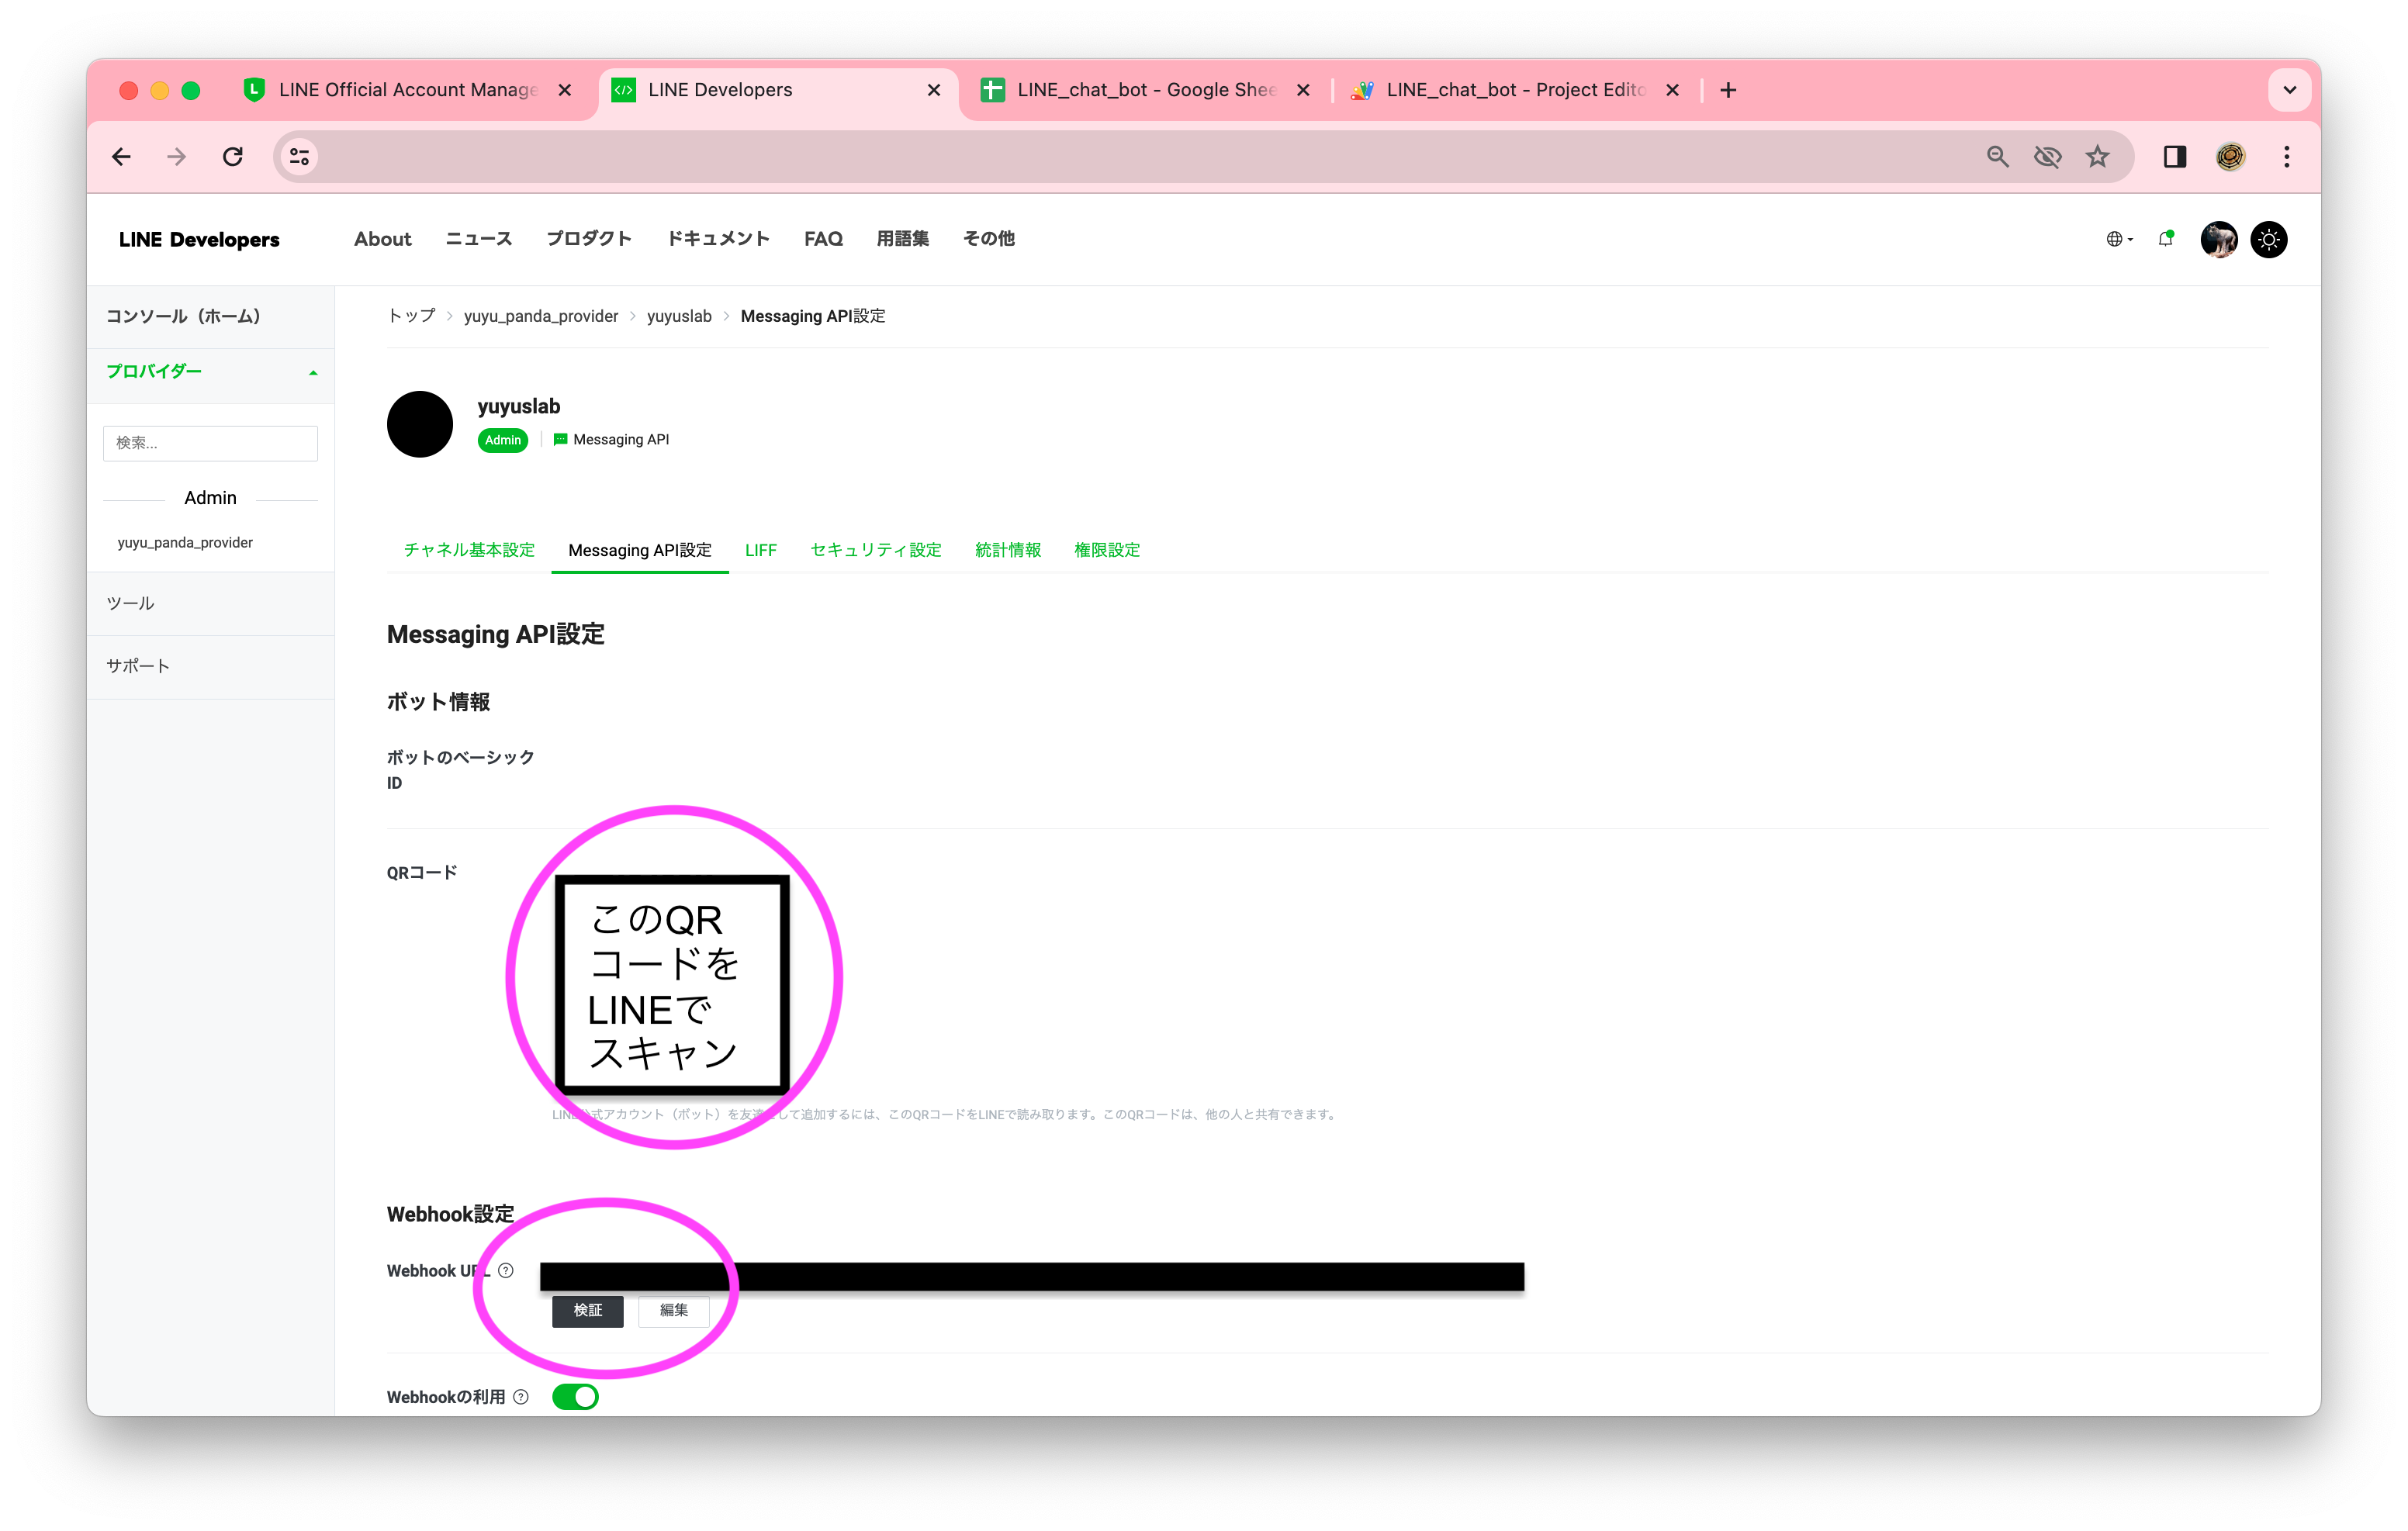 LINE Official Account Manage
LINE Developers
LINE_chat_bot - Google Shee
LINE_chat_bot - Project Edito
LINE Developers
About
ニュース
プロダクト
ドキュメント
FAQ
用語集
その他
コンソール（ホーム）
プロバイダー
検索...
Admin
yuyu_panda_provider
ツール
サポート
トップ > yuyu_panda_provider > yuyuslab > Messaging API設定
yuyuslab
Admin
Messaging API
チャネル基本設定
Messaging API設定
LIFF
セキュリティ設定
統計情報
権限設定
Messaging API設定
ボット情報
ボットのベーシック
ID
QRコード
このQR
コードを
LINEで
スキャン
LINE公式アカウント（ボット）を友達として追加するには、このQRコードをLINEで読み取ります。このQRコードは、他の人と共有できます。
Webhook設定
Webhook URL
検証
編集
Webhookの利用